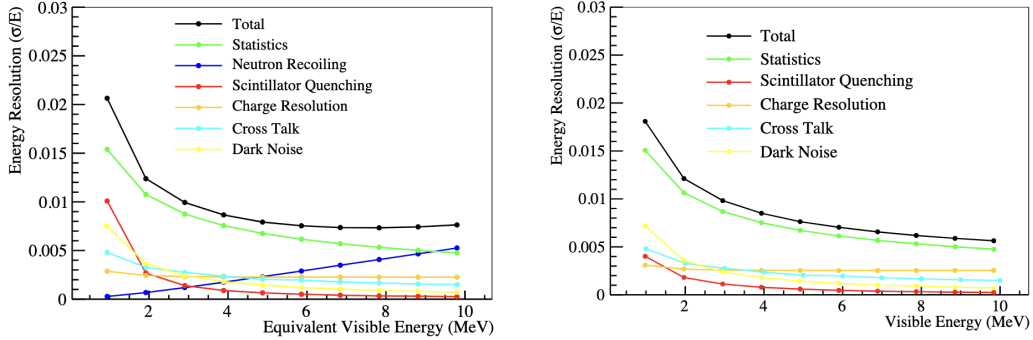 Energy Resolution (σ/E)
0.03
0.025
0.02
0.015
0.01
0.005
0
2
4
6
8
10
Equivalent Visible Energy (MeV)
Total
Statistics
Neutron Recoiling
Scintillator Quenching
Charge Resolution
Cross Talk
Dark Noise
Energy Resolution (σ/E)
0.03
0.025
0.02
0.015
0.01
0.005
0
2
4
6
8
10
Visible Energy (MeV)
Total
Statistics
Scintillator Quenching
Charge Resolution
Cross Talk
Dark Noise